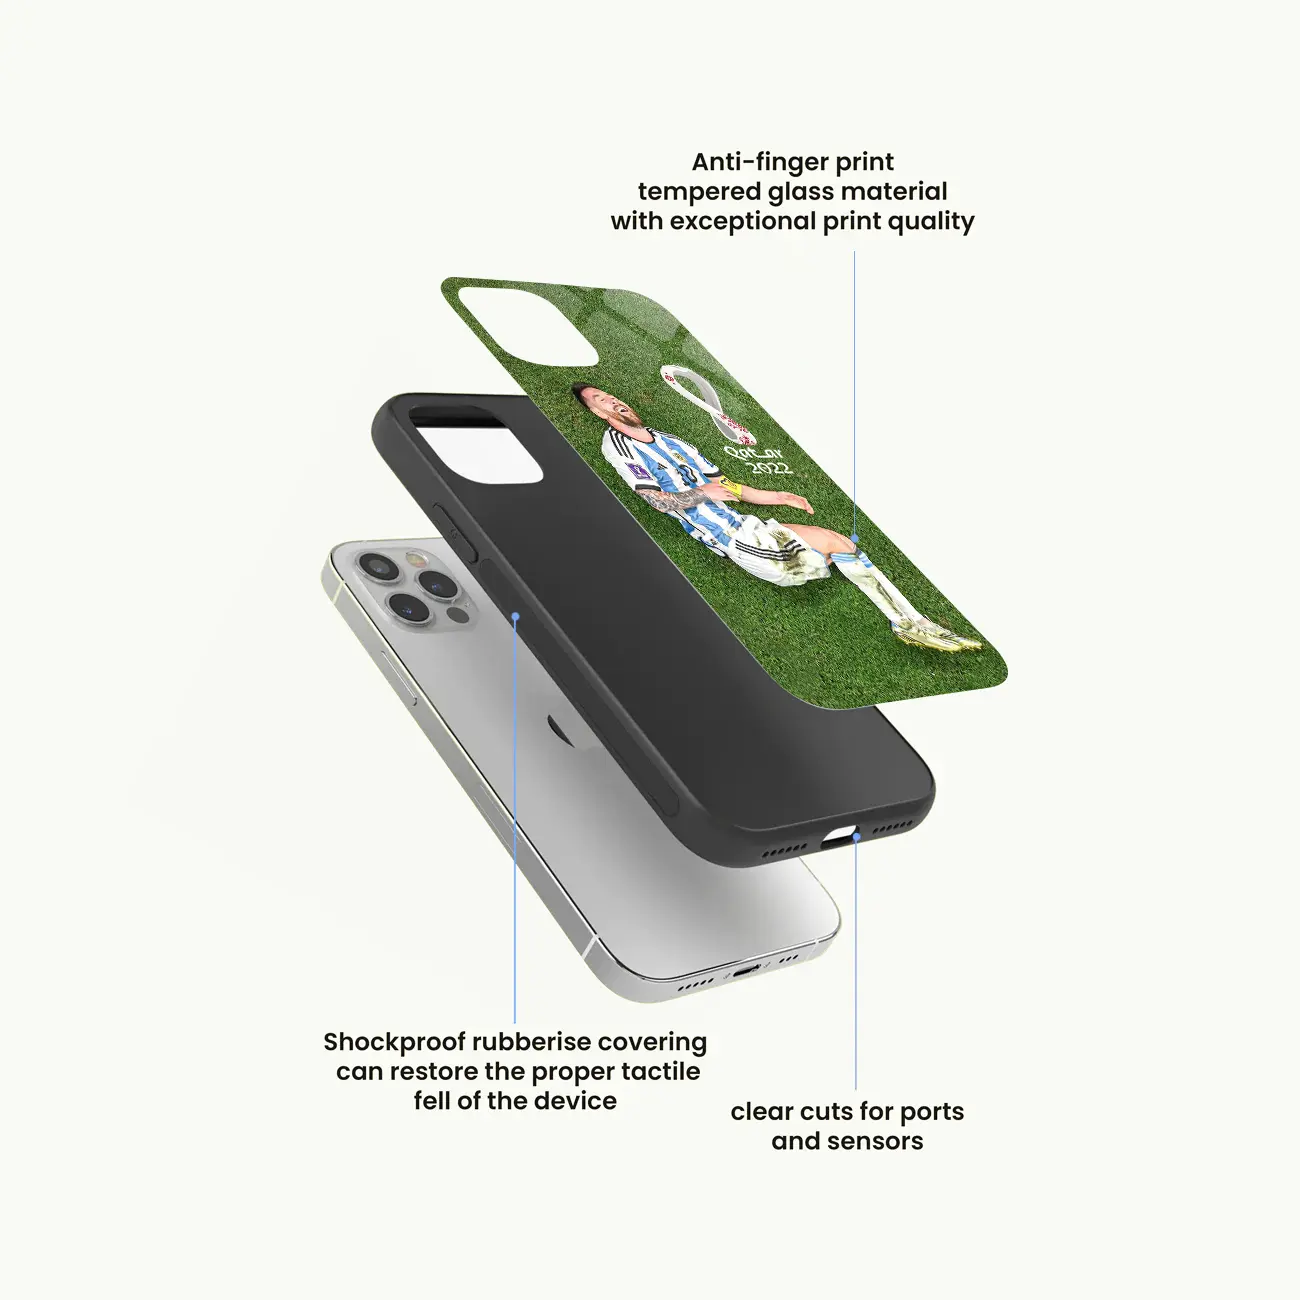 Anti-finger print
tempered glass material
with exceptional print quality
Qatar
2022
10
Shockproof rubberise covering
can restore the proper tactile
fell of the device
clear cuts for ports
and sensors